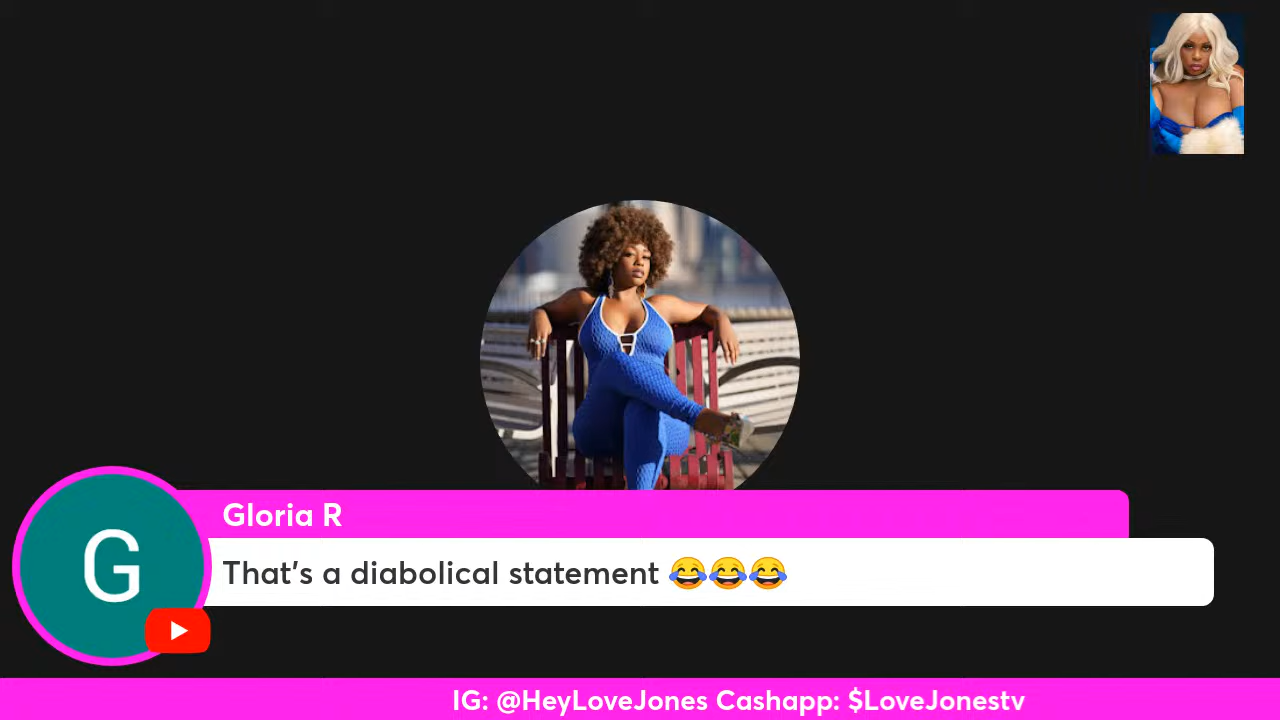 Gloria R
G
That's a diabolical statement 😂😂😂
IG: @HeyLoveJones Cashapp: $LoveJonestv